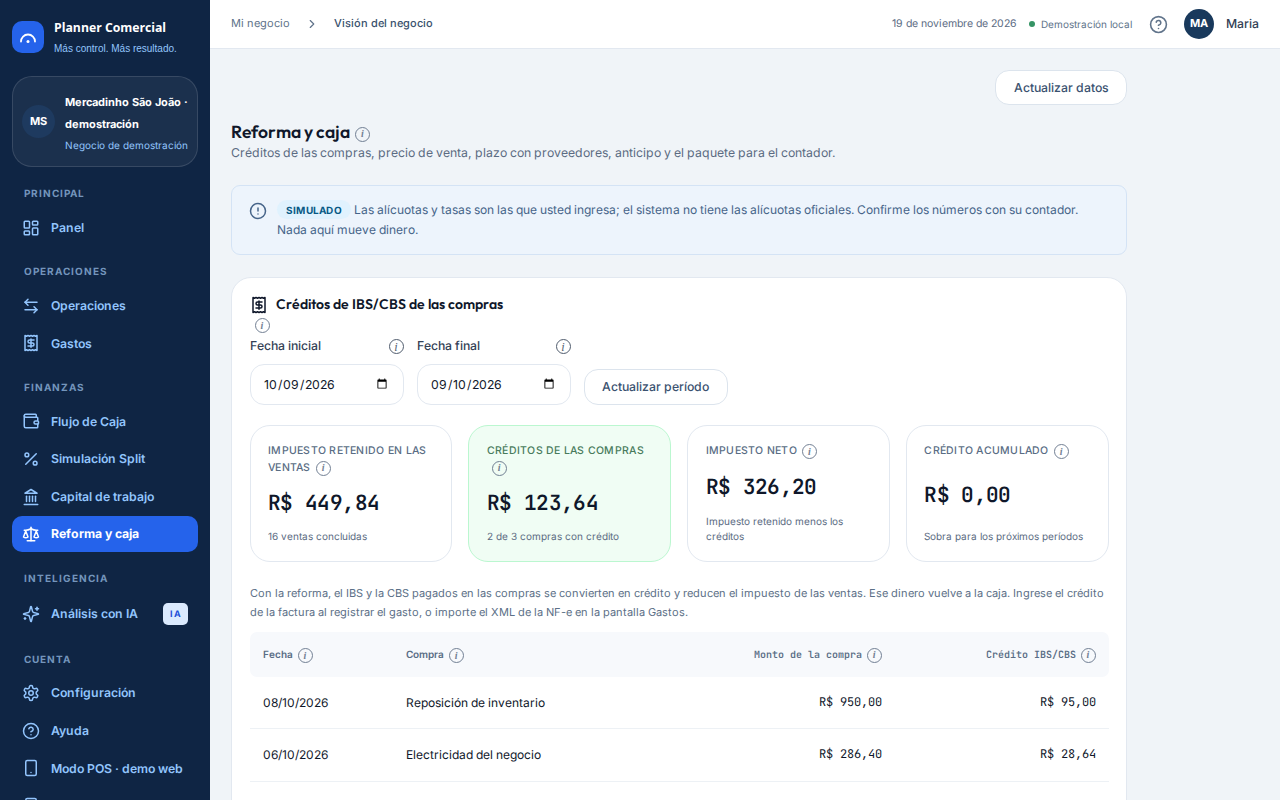 Planner Comercial
Más control. Más resultado.
MS
Mercadinho São João ·
demostración
Negocio de demostración
PRINCIPAL
Panel
OPERACIONES
Operaciones
Gastos
FINANZAS
Flujo de Caja
Simulación Split
Capital de trabajo
Reforma y caja
INTELIGENCIA
Análisis con IA
IA
CUENTA
Configuración
Ayuda
Modo POS · demo web
Mi negocio
Visión del negocio
19 de noviembre de 2026
Demostración local
MA
Maria
Actualizar datos
Reforma y caja
Créditos de las compras, precio de venta, plazo con proveedores, anticipo y el paquete para el contador.
SIMULADO Las alícuotas y tasas son las que usted ingresa; el sistema no tiene las alícuotas oficiales. Confirme los números con su contador.
Nada aquí mueve dinero.
Créditos de IBS/CBS de las compras
Fecha inicial
Fecha final
10/09/2026
09/10/2026
Actualizar período
IMPUESTO RETENIDO EN LAS
VENTAS
R$ 449,84
16 ventas concluidas
CRÉDITOS DE LAS COMPRAS
R$ 123,64
2 de 3 compras con crédito
IMPUESTO NETO
R$ 326,20
Impuesto retenido menos los
créditos
CRÉDITO ACUMULADO
R$ 0,00
Sobra para los próximos períodos
Con la reforma, el IBS y la CBS pagados en las compras se convierten en crédito y reducen el impuesto de las ventas. Ese dinero vuelve a la caja. Ingrese el crédito
de la factura al registrar el gasto, o importe el XML de la NF-e en la pantalla Gastos.
Fecha Compra Monto de la compra Crédito IBS/CBS
08/10/2026 Reposición de inventario R$ 950,00 R$ 95,00
06/10/2026 Electricidad del negocio R$ 286,40 R$ 28,64